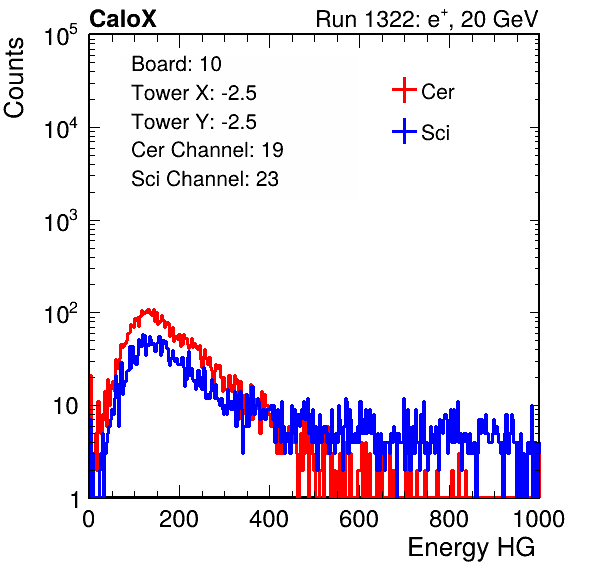 CaloX Run 1322: e⁺, 20 GeV
Counts
Board: 10
Tower X: -2.5
Tower Y: -2.5
Cer Channel: 19
Sci Channel: 23
Cer
Sci
10⁵
10⁴
10³
10²
10
1
0 200 400 600 800 1000
Energy HG